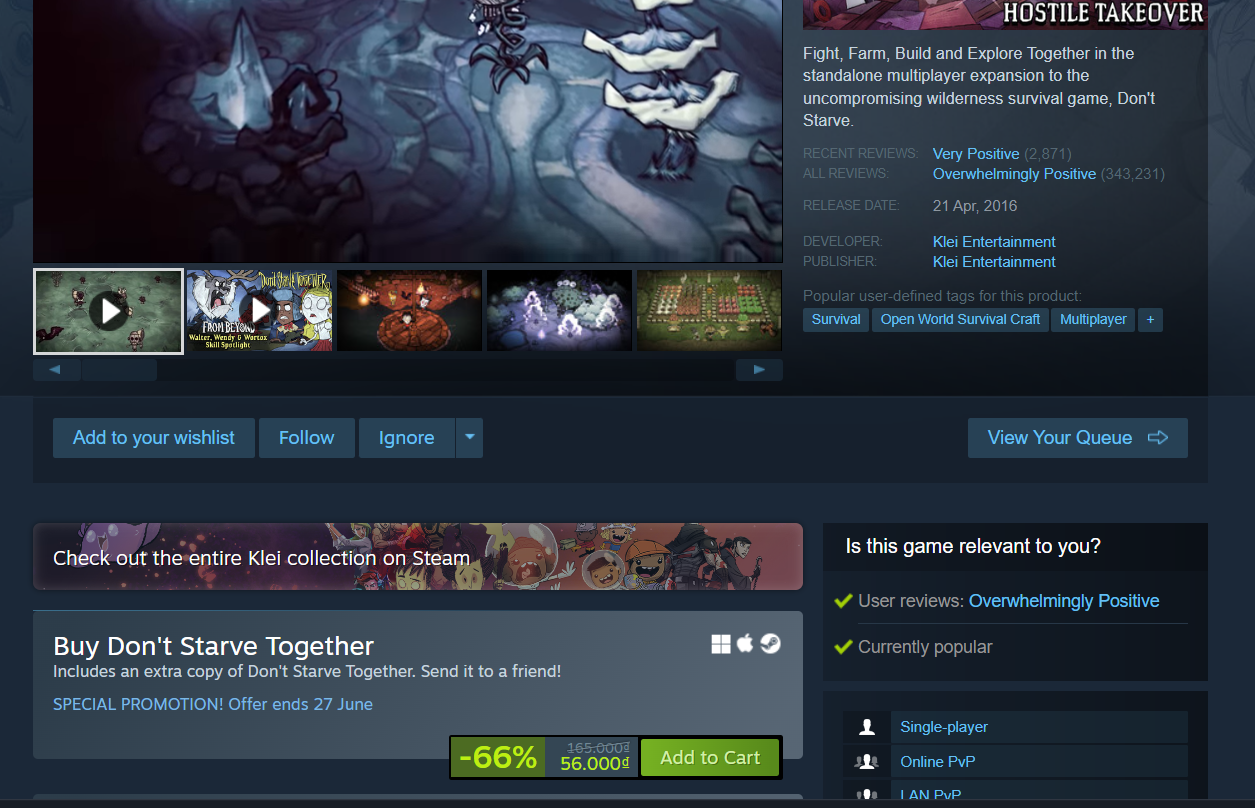 HOSTILE TAKEOVER
Fight, Farm, Build and Explore Together in the
standalone multiplayer expansion to the
uncompromising wilderness survival game, Don't
Starve.
RECENT REVIEWS: Very Positive (2,871)
ALL REVIEWS: Overwhelmingly Positive (343,231)
RELEASE DATE: 21 Apr, 2016
DEVELOPER: Klei Entertainment
PUBLISHER: Klei Entertainment
Popular user-defined tags for this product:
Survival Open World Survival Craft Multiplayer +
Don't Starve Together
FROM BEYOND
Walter, Wendy & Wortox
Skill Spotlight
Add to your wishlist Follow Ignore View Your Queue
Check out the entire Klei collection on Steam
Buy Don't Starve Together
Includes an extra copy of Don't Starve Together. Send it to a friend!
SPECIAL PROMOTION! Offer ends 27 June
-66% 165.000₫ 56.000₫ Add to Cart
Is this game relevant to you?
User reviews: Overwhelmingly Positive
Currently popular
Single-player
Online PvP
LAN PvP